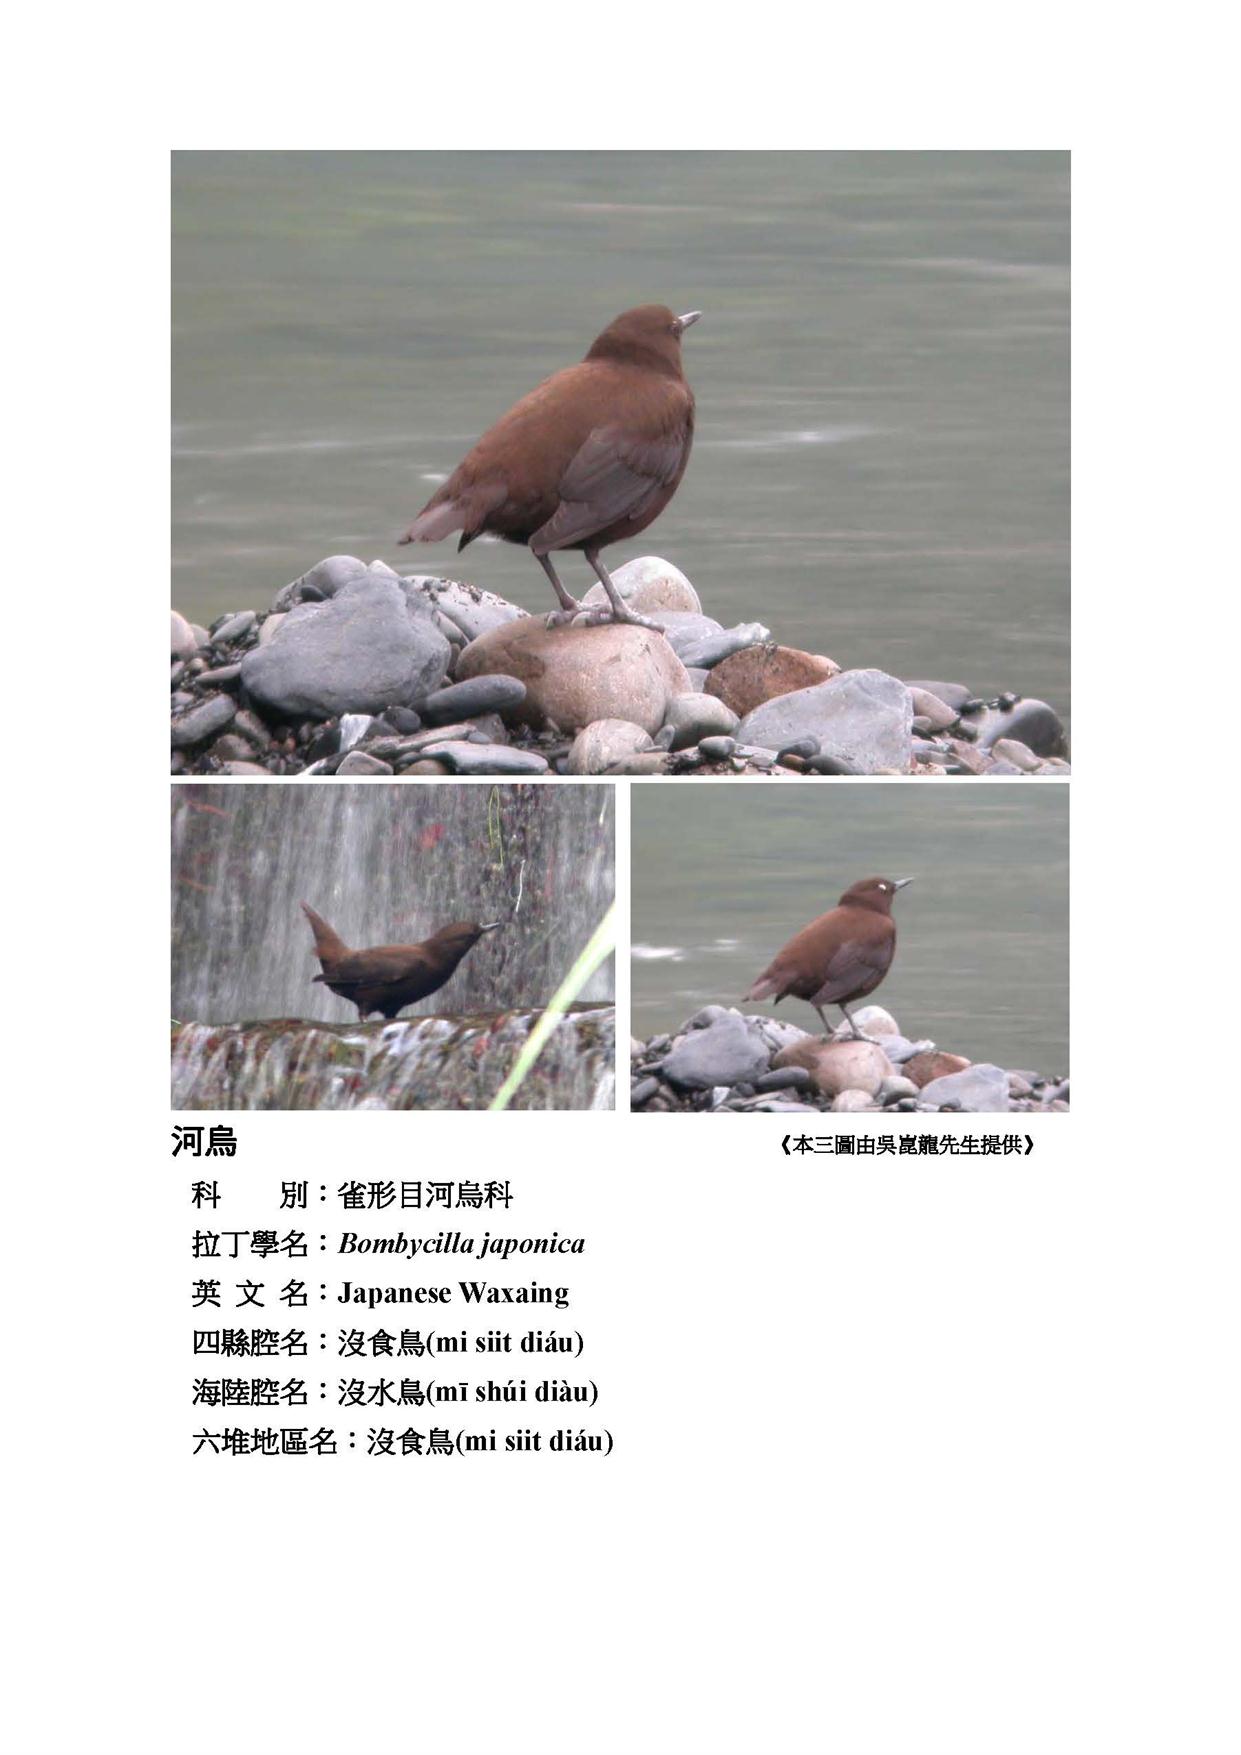 河烏
《本三圖由吳崑龍先生提供》
科　　別：雀形目河烏科
拉丁學名：Bombycilla japonica
英 文 名：Japanese Waxaing
四縣腔名：沒食鳥(mi siit diáu)
海陸腔名：沒水鳥(mī shúi diàu)
六堆地區名：沒食鳥(mi siit diáu)